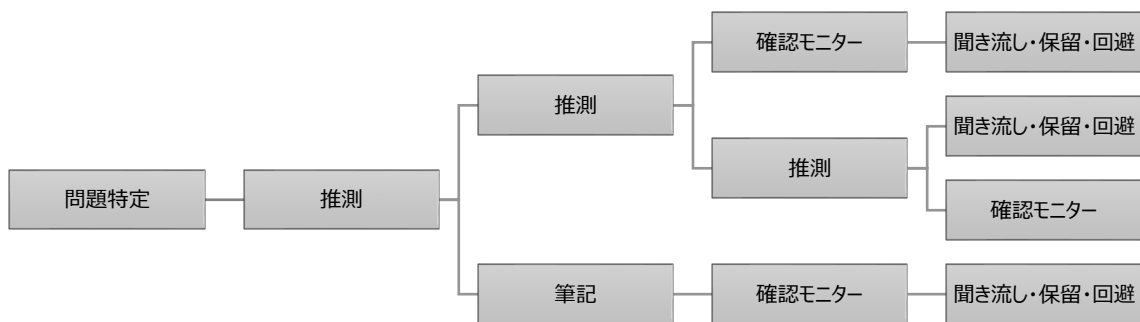 確認モニター
聞き流し・保留・回避
推測
聞き流し・保留・回避
推測
問題特定
推測
確認モニター
筆記
確認モニター
聞き流し・保留・回避